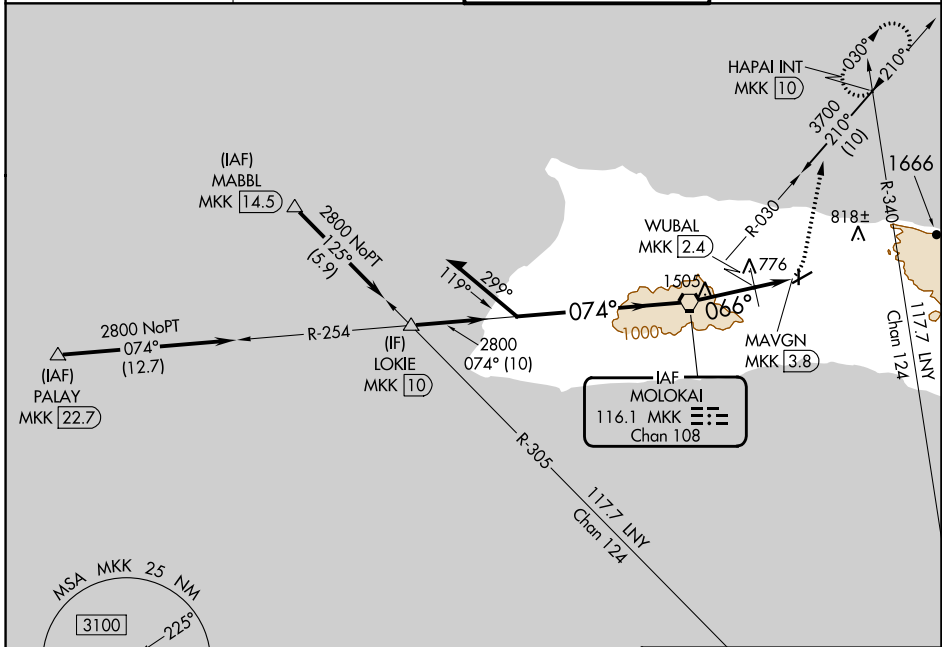 030°
210°
HAPAI INT
MKK 10
3700
210°
(10)
1666
(IAF)
MABBL
MKK 14.5
2800 NoPT
125°
(5.9)
R-340
818±
R-030
WUBAL
MKK 2.4
776
299°
119°
1505
074°
066°
1000
2800 NoPT
074°
(12.7)
R-254
(IAF)
PALAY
MKK 22.7
(IF)
LOKIE
MKK 10
2800
074° (10)
MAVGN
MKK 3.8
117.7 LNY
Chan 124
IAF
MOLOKAI
116.1 MKK
Chan 108
R-305
117.7 LNY
Chan 124
MSA MKK 25 NM
3100
225°